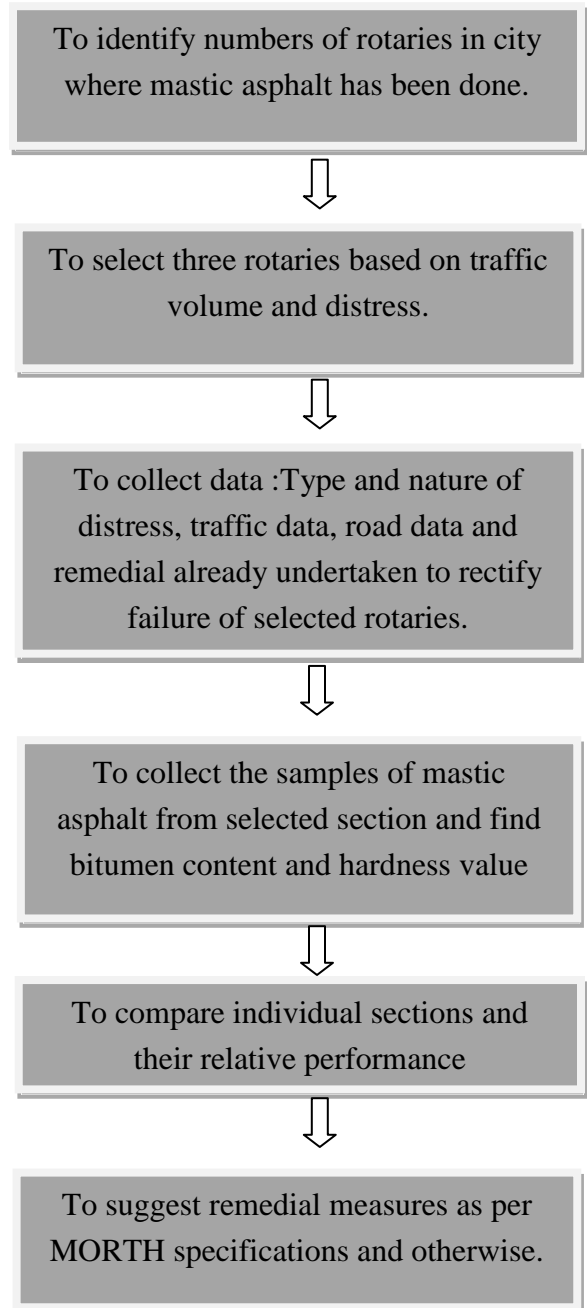 To identify numbers of rotaries in city
where mastic asphalt has been done.
To select three rotaries based on traffic
volume and distress.
To collect data :Type and nature of
distress, traffic data, road data and
remedial already undertaken to rectify
failure of selected rotaries.
To collect the samples of mastic
asphalt from selected section and find
bitumen content and hardness value
To compare individual sections and
their relative performance
To suggest remedial measures as per
MORTH specifications and otherwise.